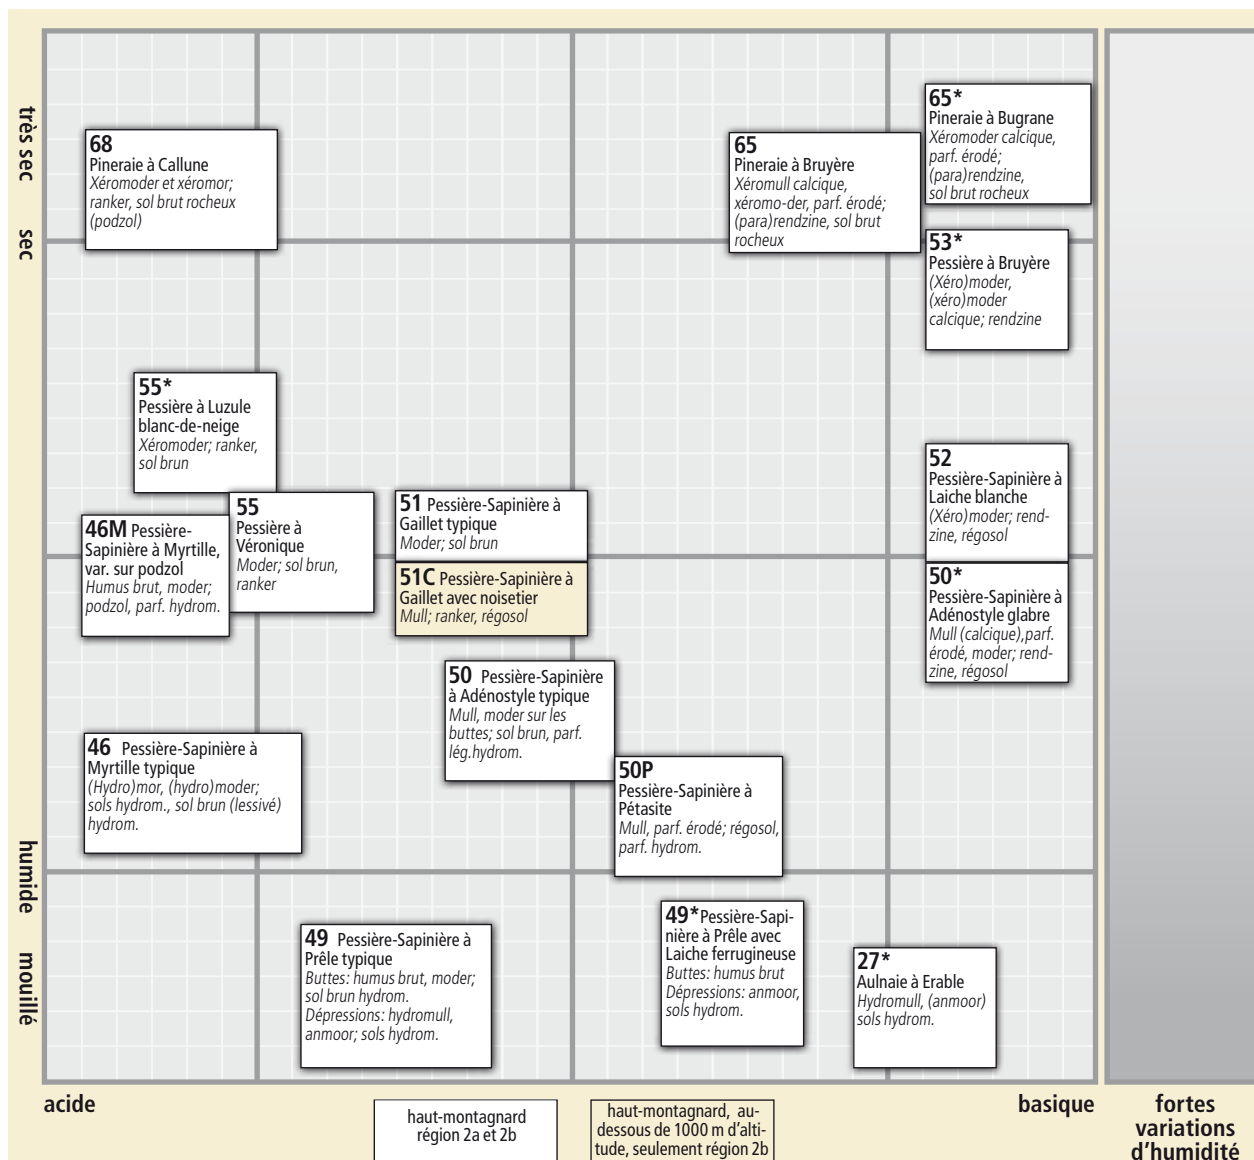 très sec
sec
humide
mouillé
68
Pineraie à Callune
Xéromoder et xéromor;
ranker, sol brut rocheux
(podzol)
65
Pineraie à Bruyère
Xéromull calcique,
xéromo-der, parf. érodé;
(para)rendzine, sol brut
rocheux
65*
Pineraie à Bugrane
Xéromoder calcique,
parf. érodé;
(para)rendzine,
sol brut rocheux
53*
Pessière à Bruyère
(Xéro)moder,
(xéro)moder
calcique; rendzine
55*
Pessière à Luzule
blanc-de-neige
Xéromoder; ranker,
sol brun
46M Pessière-
Sapinière à Myrtille,
var. sur podzol
Humus brut, moder;
podzol, parf. hydrom.
55
Pessière à
Véronique
Moder; sol brun,
ranker
51 Pessière-Sapinière à
Gaillet typique
Moder; sol brun
51C Pessière-Sapinière à
Gaillet avec noisetier
Mull; ranker, régosol
52
Pessière-Sapinière à
Laiche blanche
(Xéro)moder; rend-
zine, régosol
50*
Pessière-Sapinière à
Adénostyle glabre
Mull (calcique),parf.
érodé, moder; rend-
zine, régosol
50 Pessière-Sapinière
à Adénostyle typique
Mull, moder sur les
buttes; sol brun, parf.
lég.hydrom.
46 Pessière-Sapinière à
Myrtille typique
(Hydro)mor, (hydro)moder;
sols hydrom., sol brun (lessivé)
hydrom.
50P
Pessière-Sapinière à
Pétasite
Mull, parf. érodé; régosol,
parf. hydrom.
49 Pessière-Sapinière à
Prêle typique
Buttes: humus brut, moder;
sol brun hydrom.
Dépressions: hydromull,
anmoor; sols hydrom.
49*Pessière-Sapi-
nière à Prêle avec
Laiche ferrugineuse
Buttes: humus brut
Dépressions: anmoor,
sols hydrom.
27*
Aulnaie à Erable
Hydromull, (anmoor)
sols hydrom.
acide
basique
fortes
variations
d'humidité
haut-montagnard
région 2a et 2b
haut-montagnard, au-
dessous de 1000 m d'alti-
tude, seulement région 2b